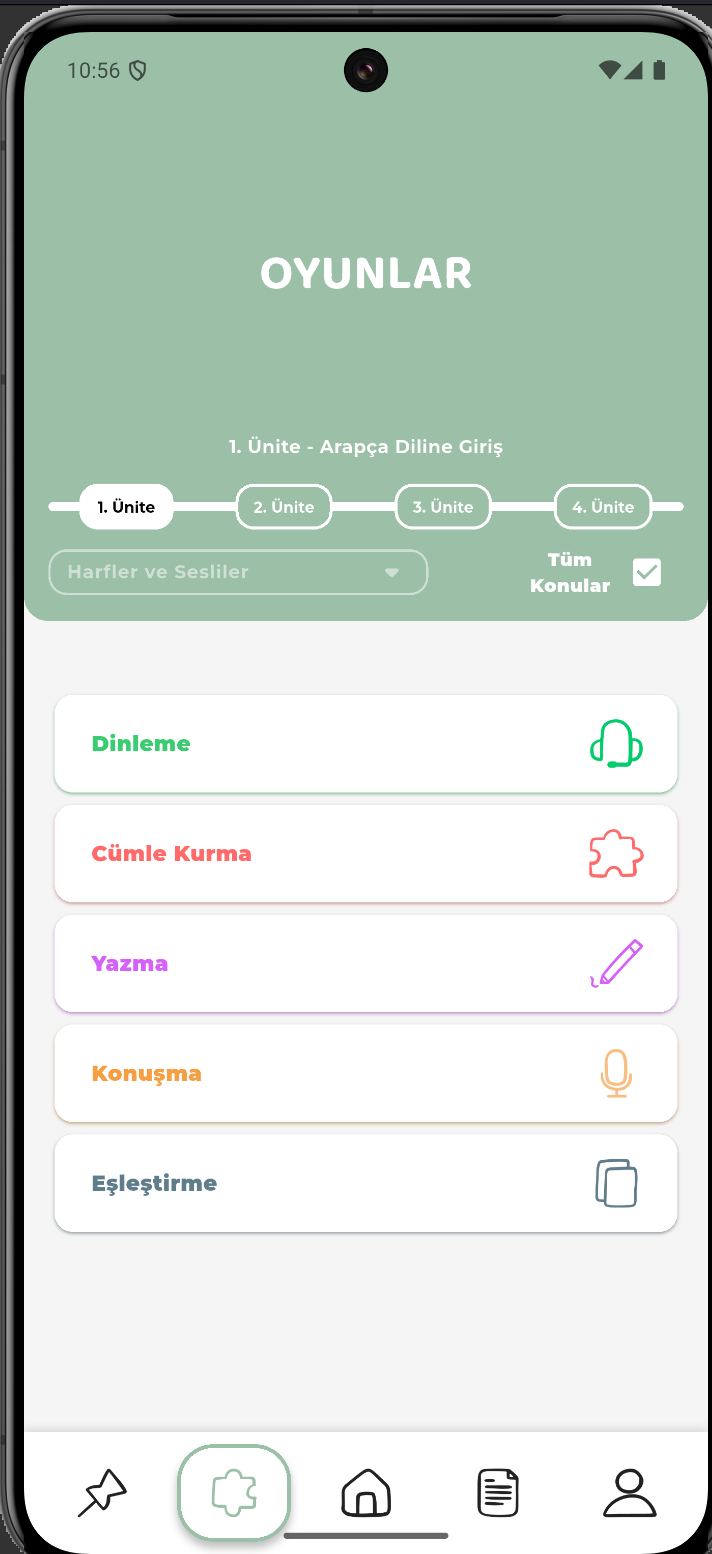 10:56
OYUNLAR
1. Ünite - Arapça Diline Giriş
1. Ünite
2. Ünite
3. Ünite
4. Ünite
Harfler ve Sesliler
Tüm
Konular
Dinleme
Cümle Kurma
Yazma
Konuşma
Eşleştirme